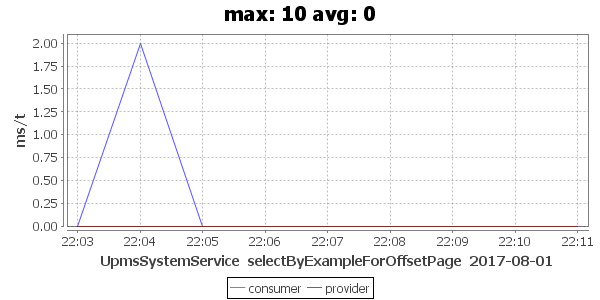 max: 10 avg: 0
2.00
1.75
1.50
1.25
1.00
0.75
0.50
0.25
0.00
ms/t
22:03 22:04 22:05 22:06 22:07 22:08 22:09 22:10 22:11
UpmsSystemService selectByExampleForOffsetPage 2017-08-01
consumer provider